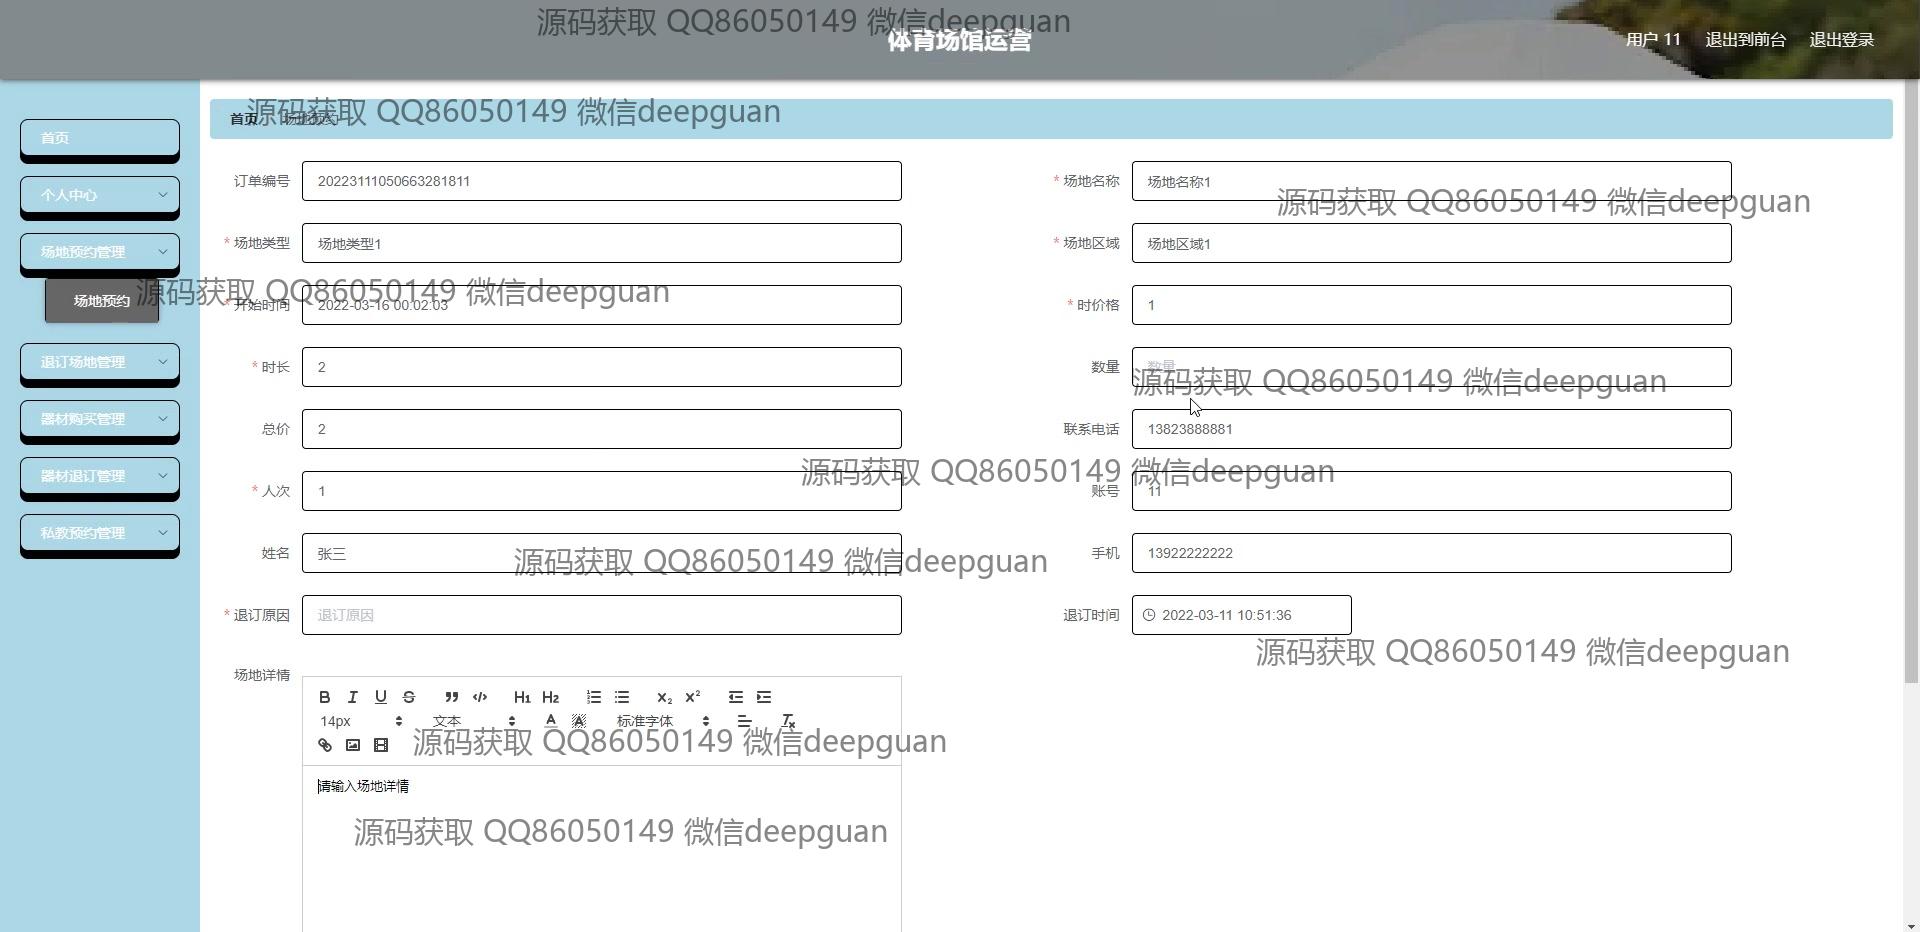 源码获取 QQ86050149 微信deepguan
体育场馆运营
用户 11 退出到前台 退出登录
首页 场地预约
源码获取 QQ86050149 微信deepguan
首页
个人中心
场地预约管理
场地预约
退订场地管理
器材购买管理
器材退订管理
私教预约管理
订单编号 20223111050663281811
* 场地名称 场地名称1
源码获取 QQ86050149 微信deepguan
* 场地类型 场地类型1
* 场地区域 场地区域1
源码获取 QQ86050149 微信deepguan
* 开始时间 2022-03-16 00:02:03
* 时价格 1
* 时长 2
数量 数量
源码获取 QQ86050149 微信deepguan
总价 2
联系电话 13823888881
源码获取 QQ86050149 微信deepguan
* 人次 1
账号 11
姓名 张三
源码获取 QQ86050149 微信deepguan
手机 13922222222
* 退订原因 退订原因
退订时间 2022-03-11 10:51:36
源码获取 QQ86050149 微信deepguan
场地详情
B I U S H1 H2 X₂ X²
14px 文本 A A 标准字体 Tx
源码获取 QQ86050149 微信deepguan
请输入场地详情
源码获取 QQ86050149 微信deepguan